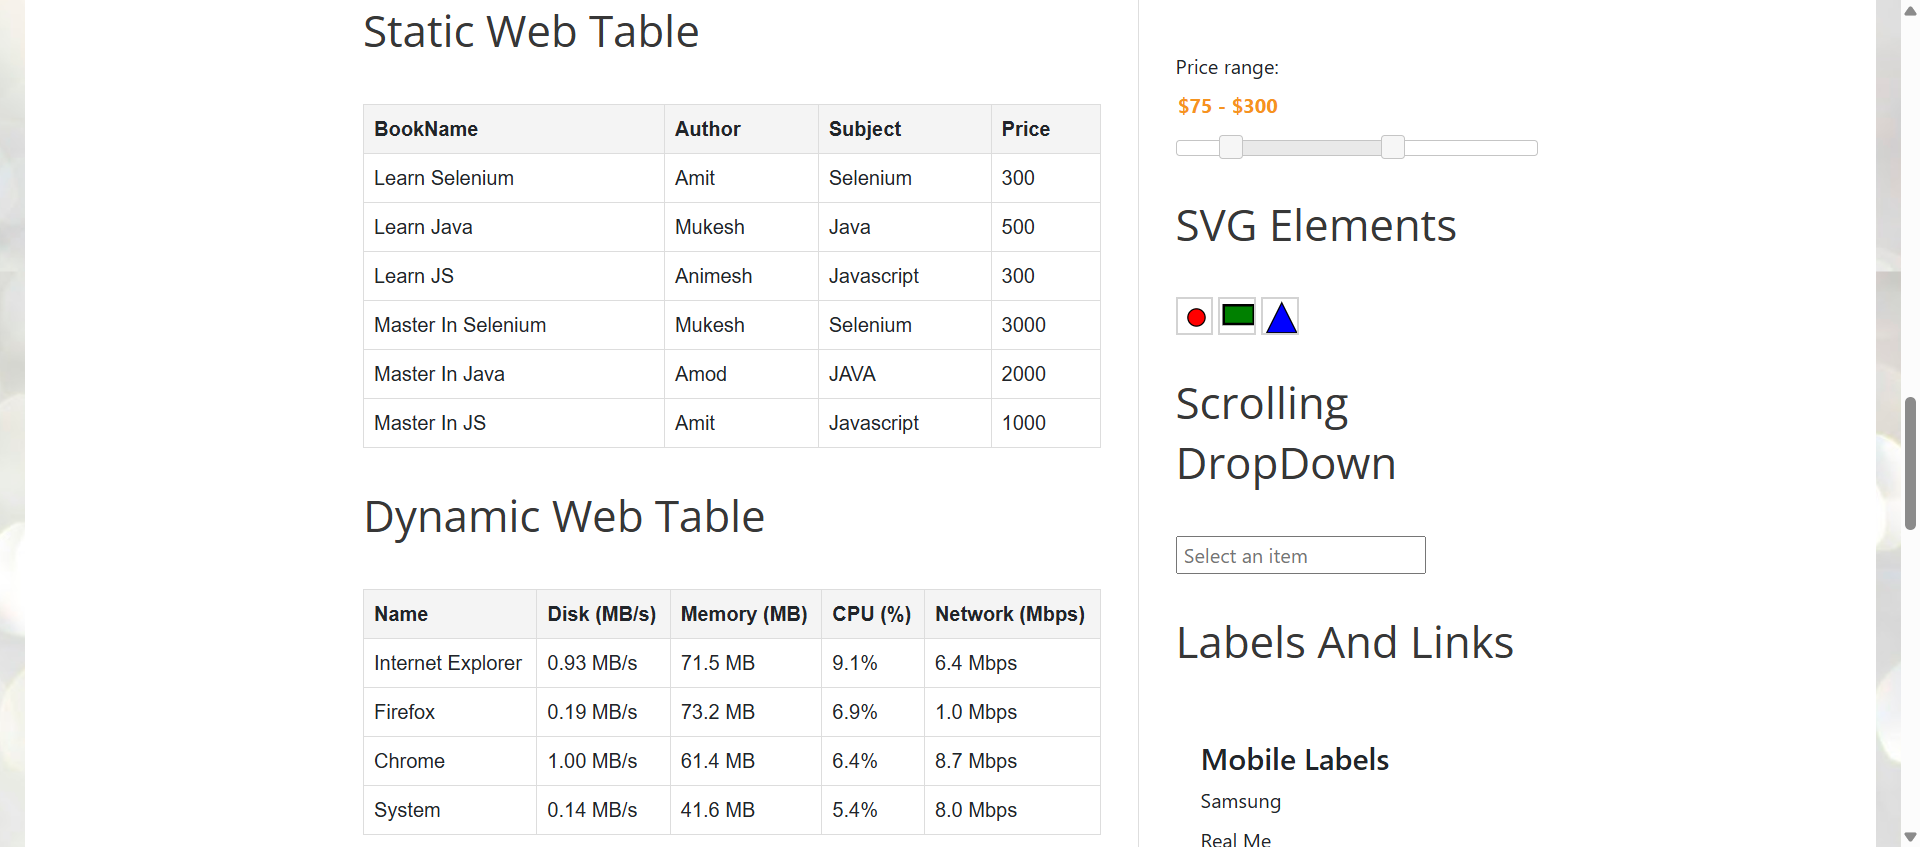 Static Web Table
BookName Author Subject Price
Learn Selenium Amit Selenium 300
Learn Java Mukesh Java 500
Learn JS Animesh Javascript 300
Master In Selenium Mukesh Selenium 3000
Master In Java Amod JAVA 2000
Master In JS Amit Javascript 1000
Dynamic Web Table
Name Disk (MB/s) Memory (MB) CPU (%) Network (Mbps)
Internet Explorer 0.93 MB/s 71.5 MB 9.1% 6.4 Mbps
Firefox 0.19 MB/s 73.2 MB 6.9% 1.0 Mbps
Chrome 1.00 MB/s 61.4 MB 6.4% 8.7 Mbps
System 0.14 MB/s 41.6 MB 5.4% 8.0 Mbps
Price range:
$75 - $300
SVG Elements
Scrolling
DropDown
Select an item
Labels And Links
Mobile Labels
Samsung
Real Me